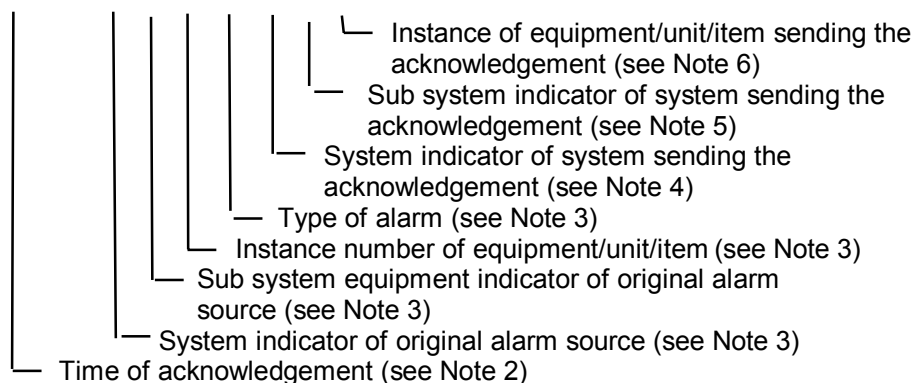 Instance of equipment/unit/item sending the
acknowledgement (see Note 6)
Sub system indicator of system sending the
acknowledgement (see Note 5)
System indicator of system sending the
acknowledgement (see Note 4)
Type of alarm (see Note 3)
Instance number of equipment/unit/item (see Note 3)
Sub system equipment indicator of original alarm
source (see Note 3)
System indicator of original alarm source (see Note 3)
Time of acknowledgement (see Note 2)